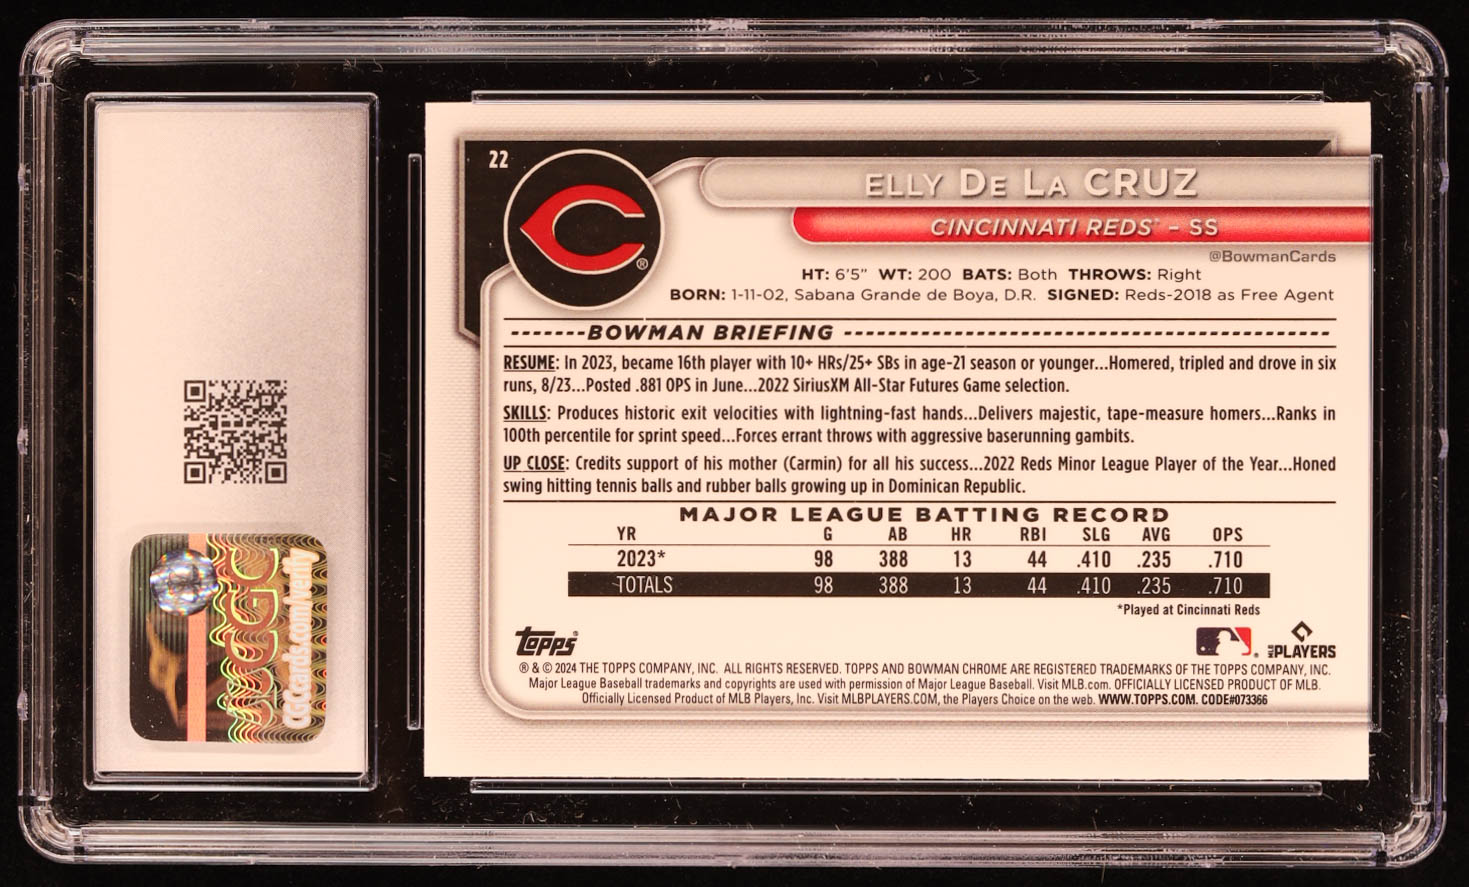 22
ELLY DE LA CRUZ
CINCINNATI REDS™ – SS
@BowmanCards
HT: 6'5" WT: 200 BATS: Both THROWS: Right
BORN: 1-11-02, Sabana Grande de Boya, D.R. SIGNED: Reds-2018 as Free Agent
BOWMAN BRIEFING
RESUME: In 2023, became 16th player with 10+ HRs/25+ SBs in age-21 season or younger...Homered, tripled and drove in six
runs, 8/23...Posted .881 OPS in June...2022 SiriusXM All-Star Futures Game selection.
SKILLS: Produces historic exit velocities with lightning-fast hands...Delivers majestic, tape-measure homers...Ranks in
100th percentile for sprint speed...Forces errant throws with aggressive baserunning gambits.
UP CLOSE: Credits support of his mother (Carmin) for all his success...2022 Reds Minor League Player of the Year...Honed
swing hitting tennis balls and rubber balls growing up in Dominican Republic.
MAJOR LEAGUE BATTING RECORD
YR G AB HR RBI SLG AVG OPS
2023* 98 388 13 44 .410 .235 .710
TOTALS 98 388 13 44 .410 .235 .710
*Played at Cincinnati Reds
topps®
MLB PLAYERS
® & © 2024 THE TOPPS COMPANY, INC. ALL RIGHTS RESERVED. TOPPS AND BOWMAN CHROME ARE REGISTERED TRADEMARKS OF THE TOPPS COMPANY, INC.
Major League Baseball trademarks and copyrights are used with permission of Major League Baseball. Visit MLB.com. OFFICIALLY LICENSED PRODUCT OF MLB.
Officially Licensed Product of MLB Players, Inc. Visit MLBPLAYERS.COM, the Players Choice on the web. WWW.TOPPS.COM. CODE#073366
CGC
CGCcards.com/verify